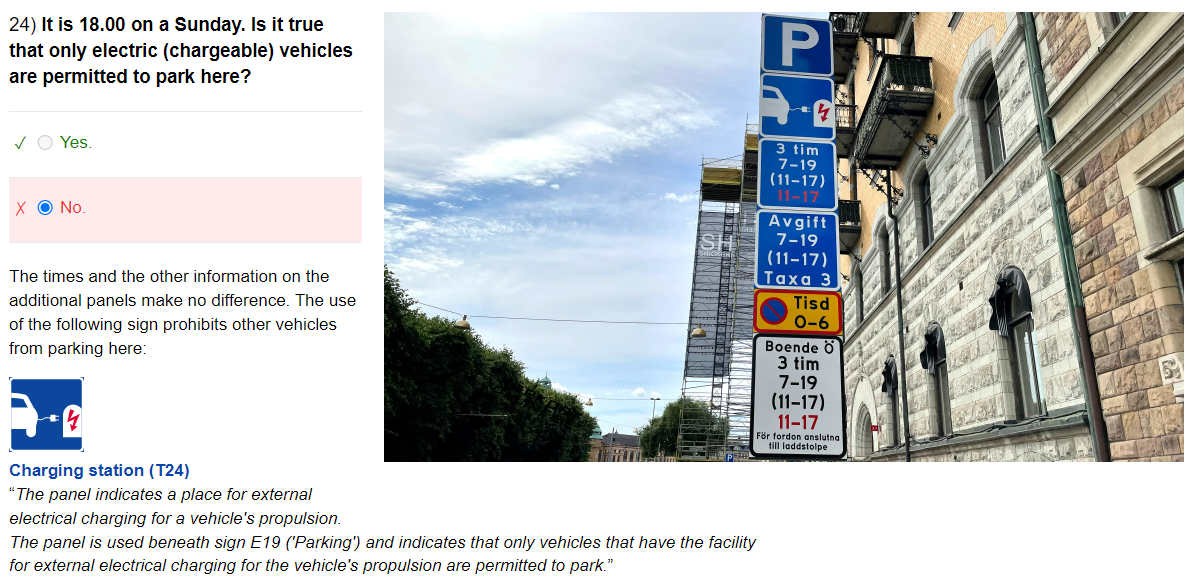 24) It is 18.00 on a Sunday. Is it true
that only electric (chargeable) vehicles
are permitted to park here?
✓ Yes.
✗ No.
The times and the other information on the
additional panels make no difference. The use
of the following sign prohibits other vehicles
from parking here:
Charging station (T24)
“The panel indicates a place for external
electrical charging for a vehicle's propulsion.
The panel is used beneath sign E19 ('Parking') and indicates that only vehicles that have the facility
for external electrical charging for the vehicle's propulsion are permitted to park.”
P
3 tim
7-19
(11-17)
11-17
Avgift
7-19
(11-17)
Taxa 3
Tisd
0-6
Boende Ö
3 tim
7-19
(11-17)
11-17
För fordon anslutna
till laddstolpe
SH
P